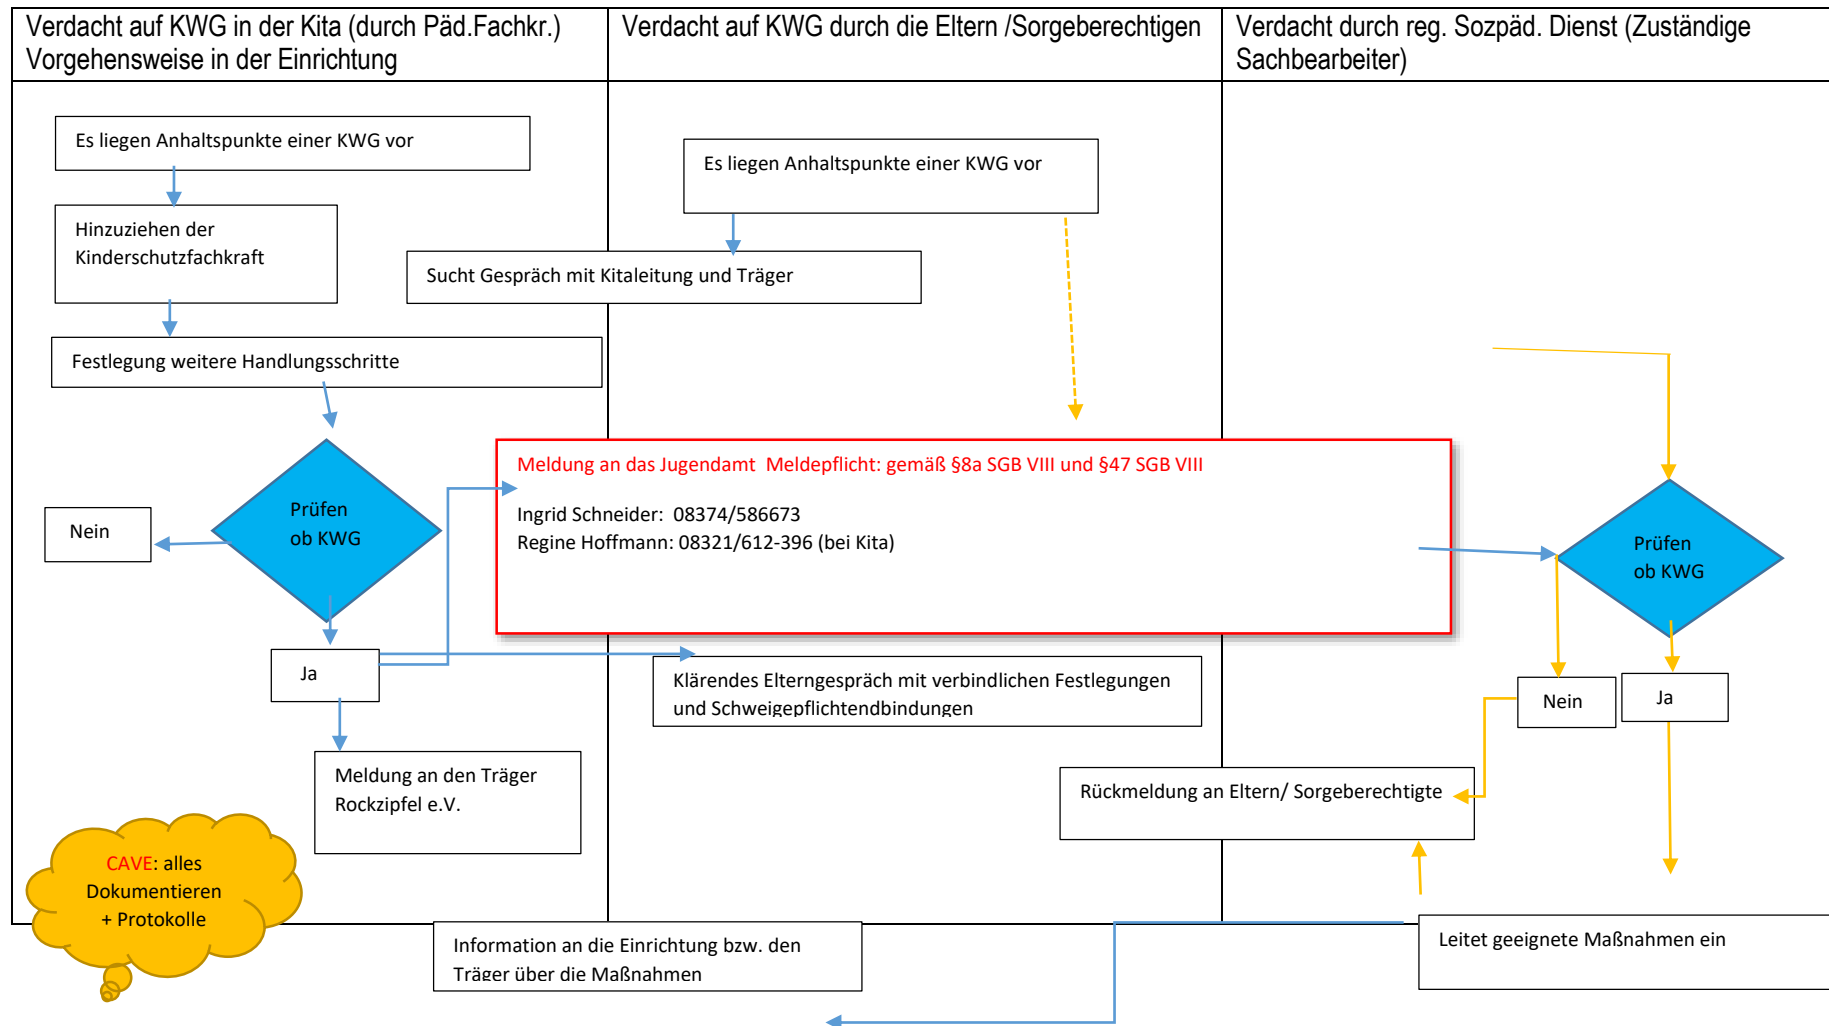 Verdacht auf KWG in der Kita (durch Päd.Fachkr.)
Vorgehensweise in der Einrichtung
Verdacht auf KWG durch die Eltern /Sorgeberechtigen
Verdacht durch reg. Sozpäd. Dienst (Zuständige
Sachbearbeiter)
Es liegen Anhaltspunkte einer KWG vor
Es liegen Anhaltspunkte einer KWG vor
Hinzuziehen der
Kinderschutzfachkraft
Sucht Gespräch mit Kitaleitung und Träger
Festlegung weitere Handlungsschritte
Meldung an das Jugendamt  Meldepflicht: gemäß §8a SGB VIII und §47 SGB VIII
Ingrid Schneider:  08374/586673
Regine Hoffmann: 08321/612-396 (bei Kita)
Nein
Prüfen
ob KWG
Prüfen
ob KWG
Ja
Klärendes Elterngespräch mit verbindlichen Festlegungen
und Schweigepflichtendbindungen
Nein
Ja
Meldung an den Träger
Rockzipfel e.V.
Rückmeldung an Eltern/ Sorgeberechtigte
CAVE: alles
Dokumentieren
+ Protokolle
Information an die Einrichtung bzw. den
Träger über die Maßnahmen
Leitet geeignete Maßnahmen ein